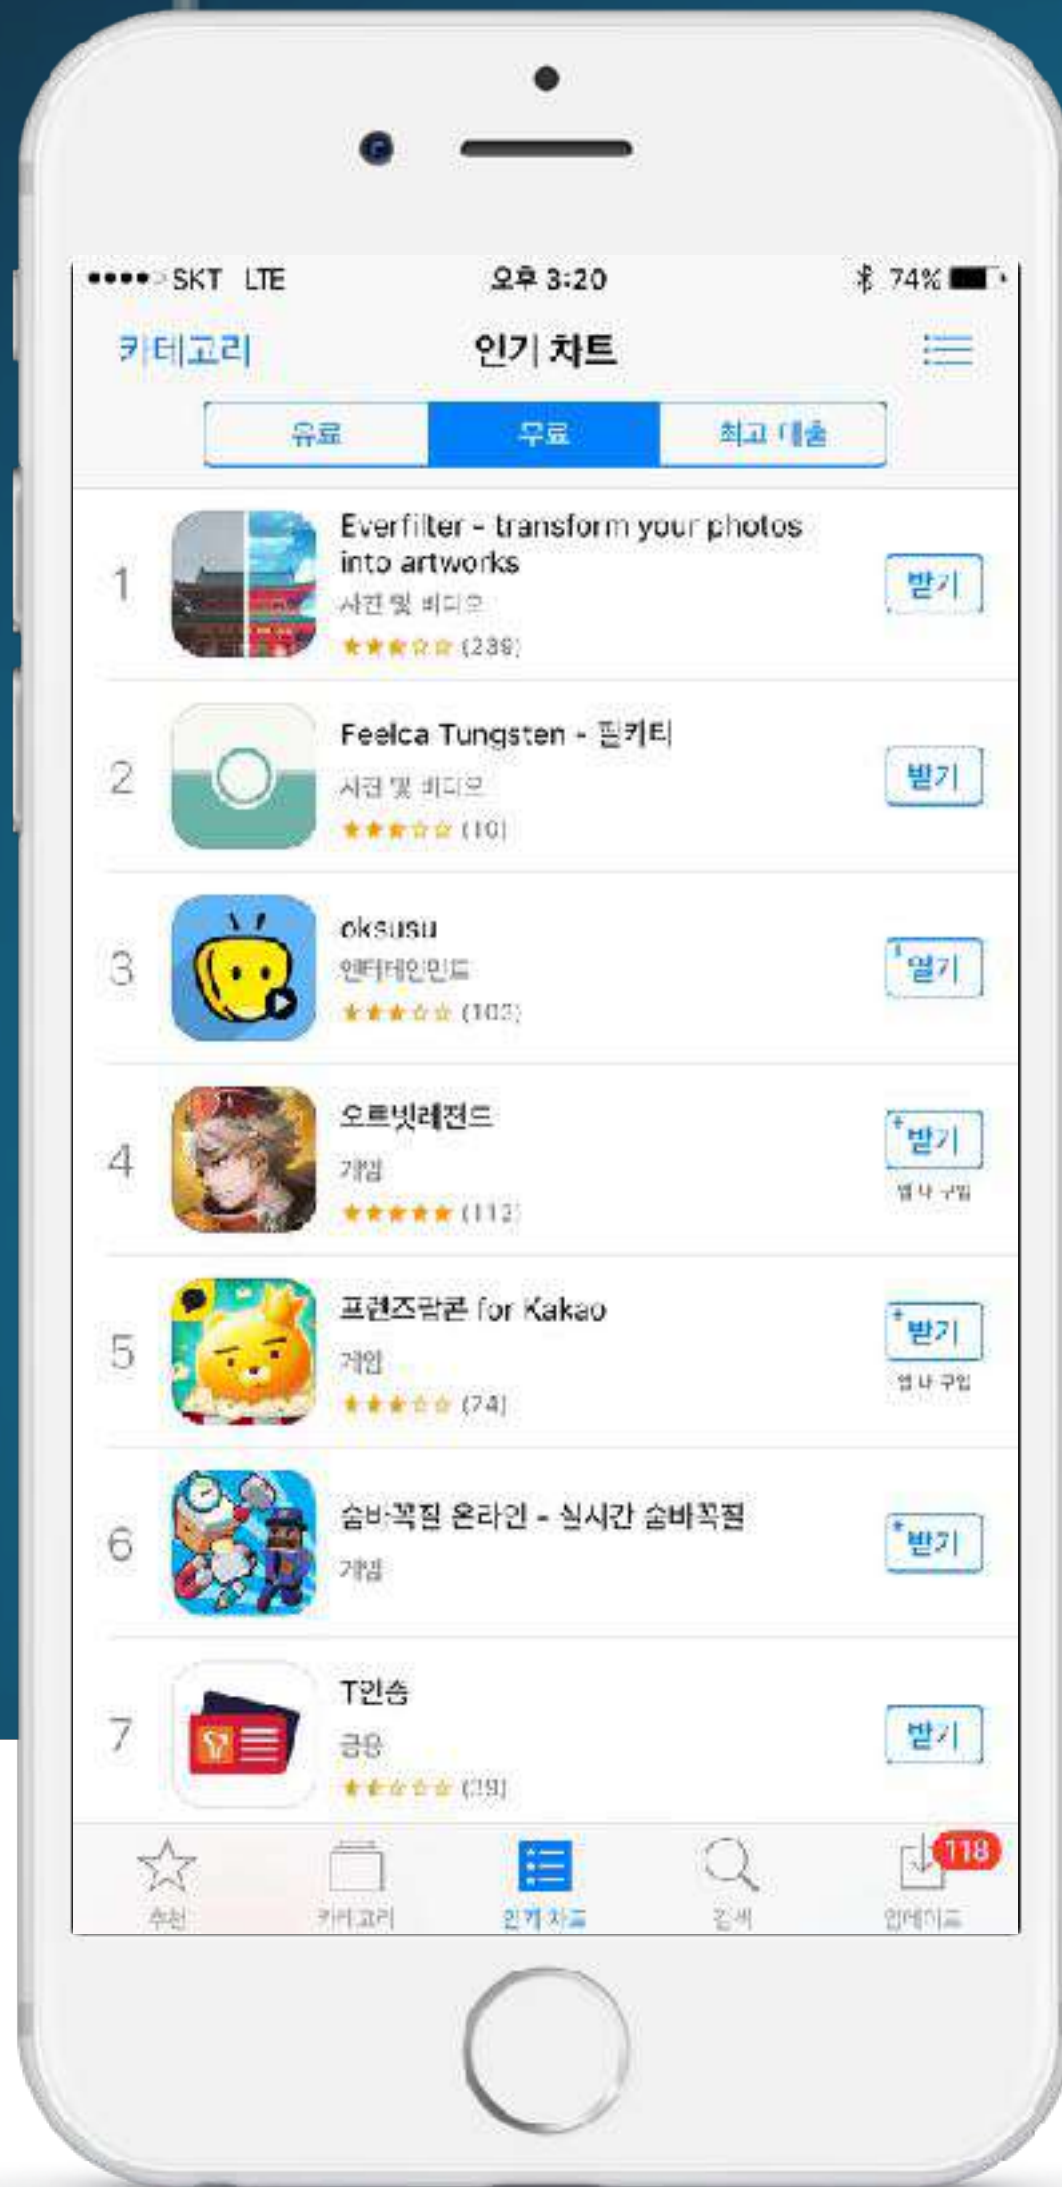 SKT LTE 오후 3:20 74%
카테고리 인기 차트
유료 무료 최고 매출
1 Everfilter - transform your photos
into artworks
사진 및 비디오
(239)
받기
2 Feelca Tungsten - 필카티
사진 및 비디오
(10)
받기
3 oksusu
엔터테인먼트
열기
4 오르빗레전드
게임
(112)
+ 받기
앱 내 구입
5 프렌즈팝콘 for Kakao
게임
(74)
+ 받기
앱 내 구입
6 숨바꼭질 온라인 - 실시간 숨바꼭질
게임
+ 받기
7 T인증
금융
받기
추천 카테고리 인기 차트 검색 업데이트
118